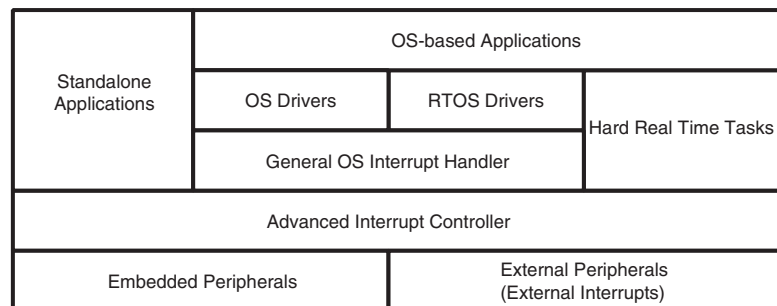 OS-based Applications
Standalone
Applications
OS Drivers
RTOS Drivers
Hard Real Time Tasks
General OS Interrupt Handler
Advanced Interrupt Controller
Embedded Peripherals
External Peripherals
(External Interrupts)